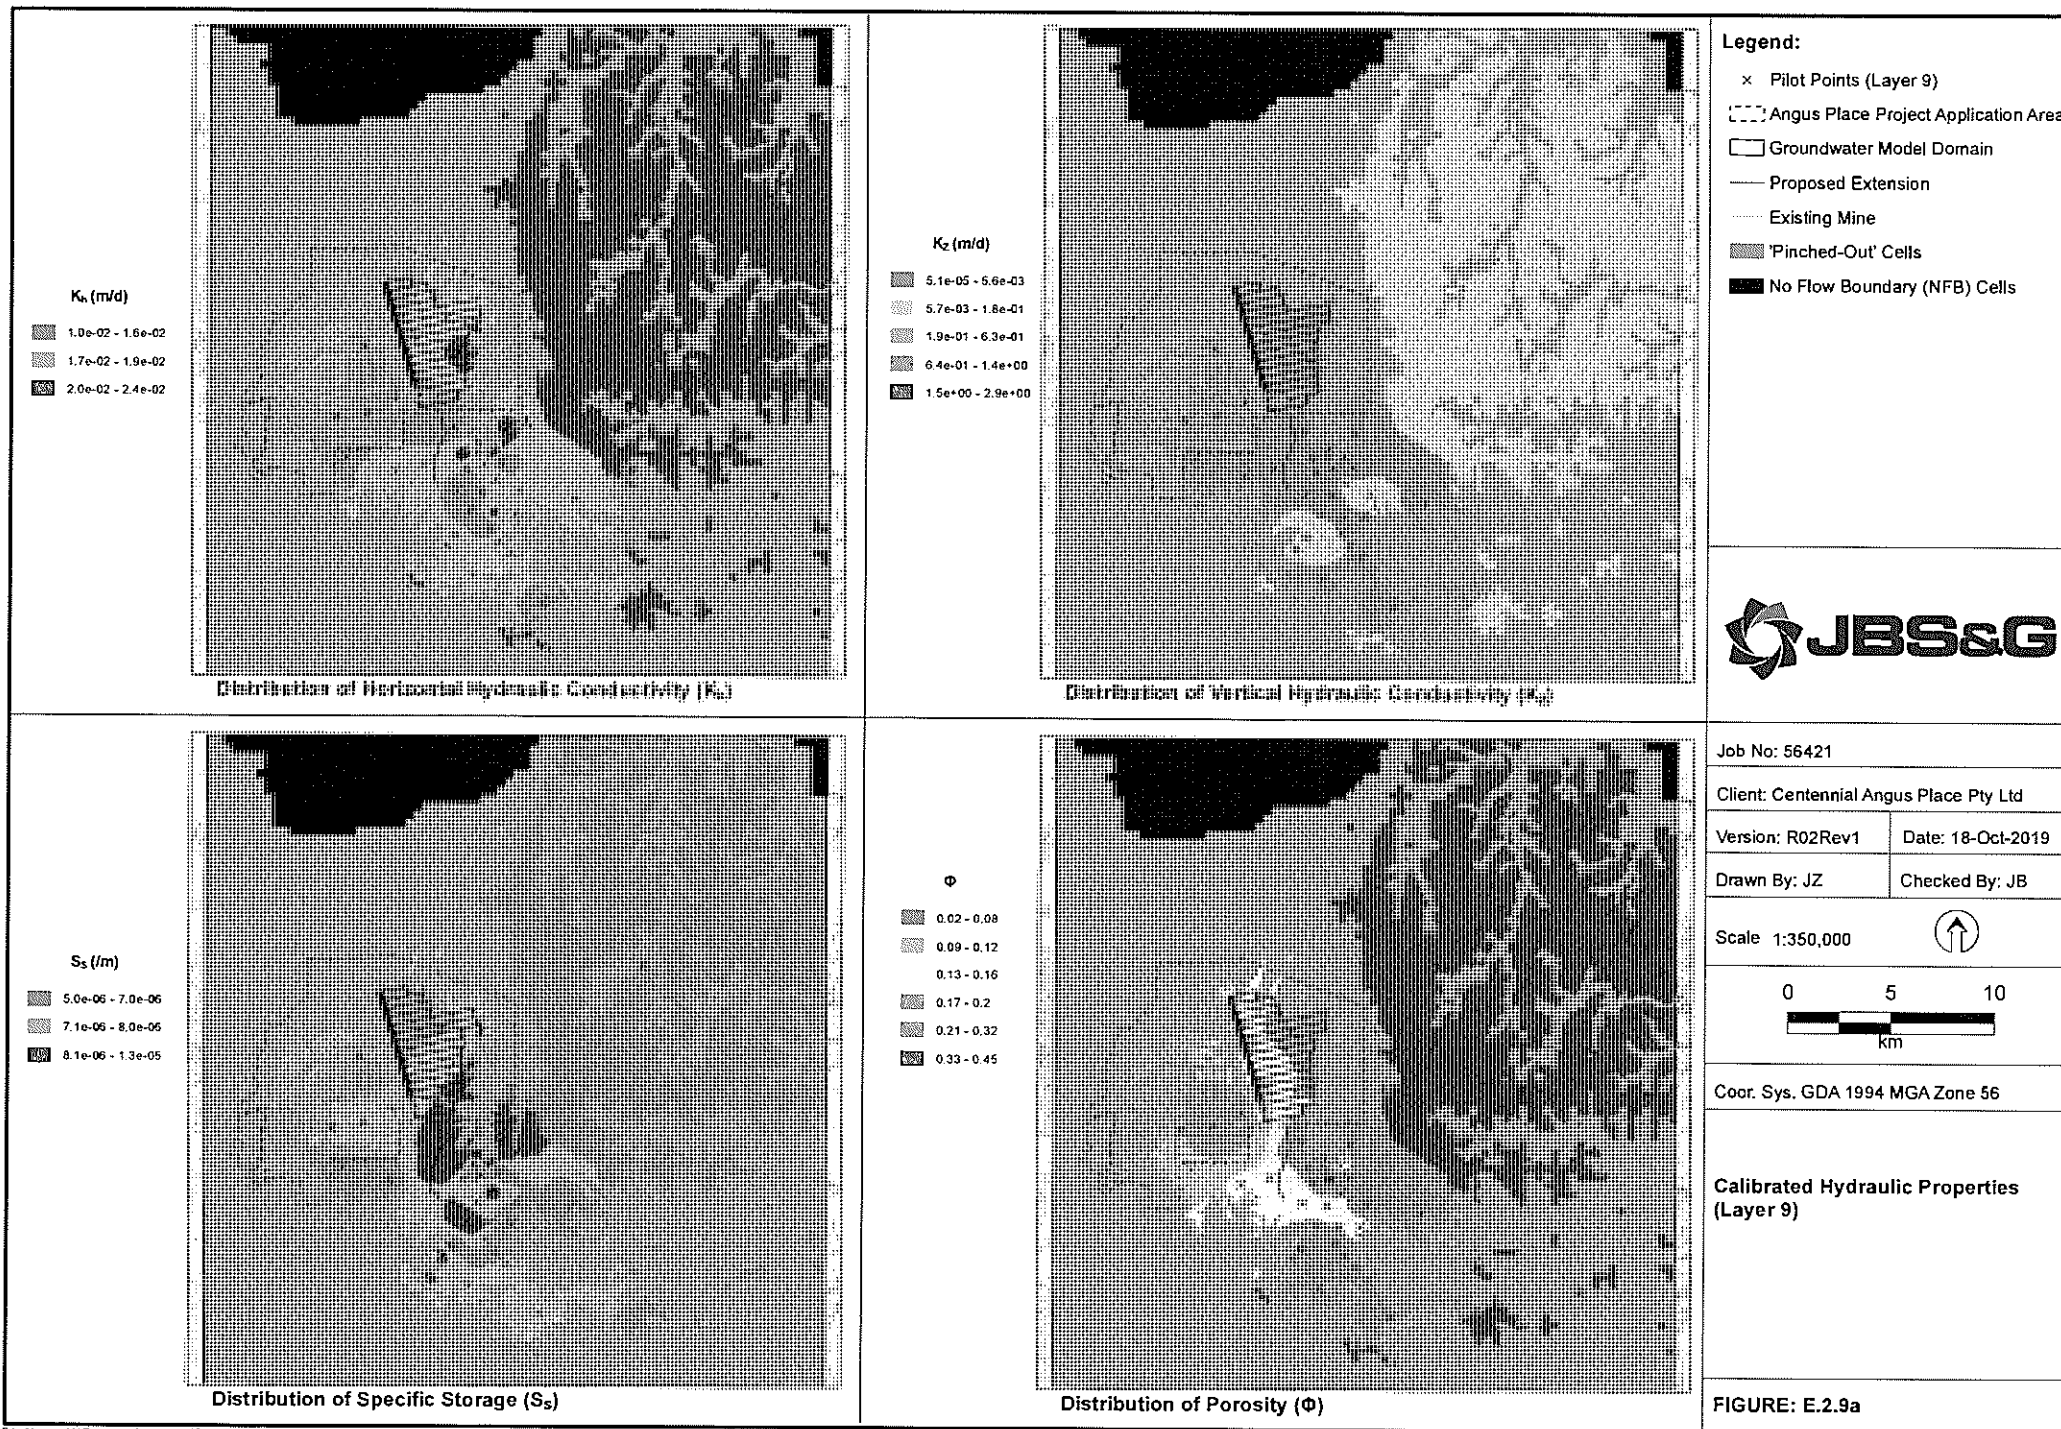 Kh (m/d)
1.0e-02 - 1.6e-02
1.7e-02 - 1.9e-02
2.0e-02 - 2.4e-02
Distribution of Horizontal Hydraulic Conductivity (Kh)
Kz (m/d)
5.1e-05 - 5.6e-03
5.7e-03 - 1.8e-01
1.9e-01 - 6.3e-01
6.4e-01 - 1.4e+00
1.5e+00 - 2.9e+00
Distribution of Vertical Hydraulic Conductivity
Ss (/m)
5.0e-06 - 7.0e-06
7.1e-06 - 8.0e-06
8.1e-06 - 1.3e-05
Distribution of Specific Storage (Ss)
Φ
0.02 - 0.08
0.09 - 0.12
0.13 - 0.16
0.17 - 0.2
0.21 - 0.32
0.33 - 0.45
Distribution of Porosity (Φ)
Legend:
× Pilot Points (Layer 9)
Angus Place Project Application Area
Groundwater Model Domain
Proposed Extension
Existing Mine
'Pinched-Out' Cells
No Flow Boundary (NFB) Cells
JBS&G
Job No: 56421
Client: Centennial Angus Place Pty Ltd
Version: R02Rev1 Date: 18-Oct-2019
Drawn By: JZ Checked By: JB
Scale 1:350,000
0 5 10
km
Coor. Sys. GDA 1994 MGA Zone 56
Calibrated Hydraulic Properties
(Layer 9)
FIGURE: E.2.9a